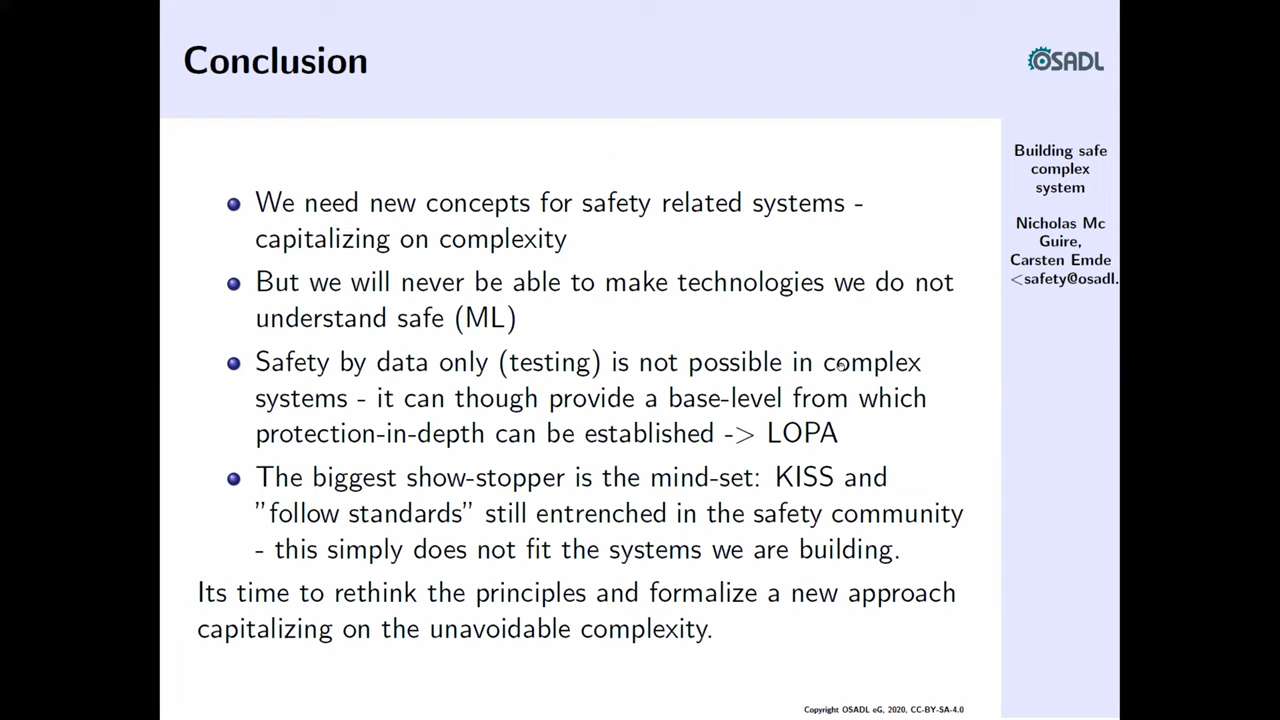 Conclusion
OSADL
We need new concepts for safety related systems -
capitalizing on complexity
But we will never be able to make technologies we do not
understand safe (ML)
Safety by data only (testing) is not possible in complex
systems - it can though provide a base-level from which
protection-in-depth can be established -> LOPA
The biggest show-stopper is the mind-set: KISS and
”follow standards” still entrenched in the safety community
- this simply does not fit the systems we are building.
Its time to rethink the principles and formalize a new approach
capitalizing on the unavoidable complexity.
Building safe
complex
system
Nicholas Mc
Guire,
Carsten Emde
<safety@osadl.
Copyright OSADL eG, 2020, CC-BY-SA-4.0